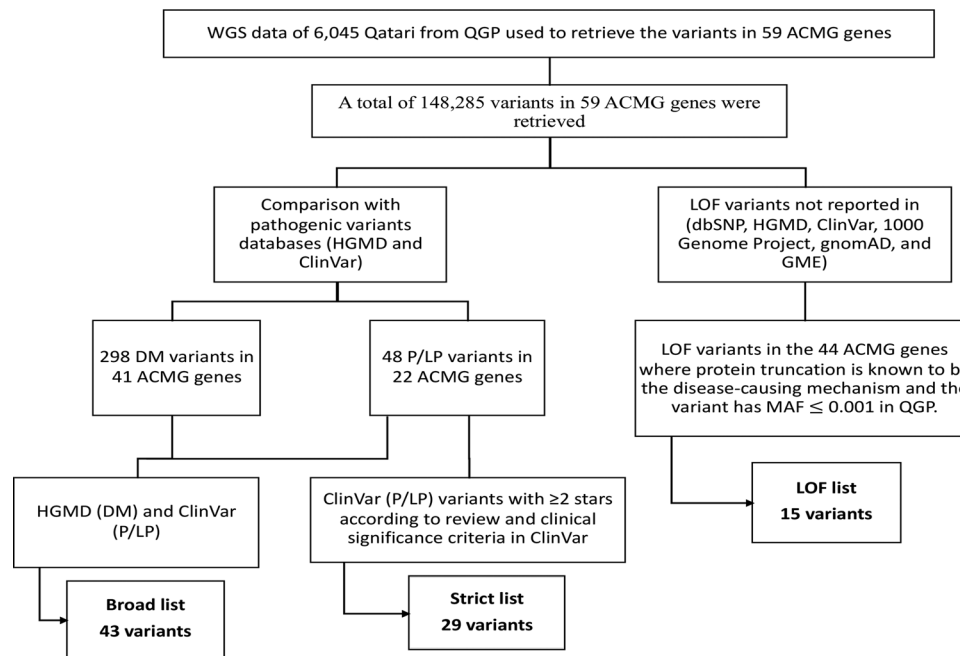 WGS data of 6,045 Qatari from QGP used to retrieve the variants in 59 ACMG genes
A total of 148,285 variants in 59 ACMG genes were
retrieved
Comparison with
pathogenic variants
databases (HGMD and
ClinVar)
LOF variants not reported in
(dbSNP, HGMD, ClinVar, 1000
Genome Project, gnomAD, and
GME)
298 DM variants in
41 ACMG genes
48 P/LP variants in
22 ACMG genes
LOF variants in the 44 ACMG genes
where protein truncation is known to b
the disease-causing mechanism and the
variant has MAF ≤ 0.001 in QGP.
HGMD (DM) and ClinVar
(P/LP)
ClinVar (P/LP) variants with ≥2 stars
according to review and clinical
significance criteria in ClinVar
LOF list
15 variants
Broad list
43 variants
Strict list
29 variants